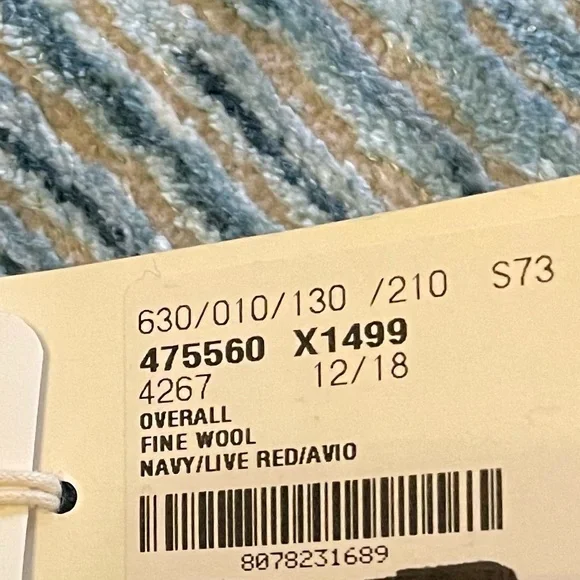 630/010/130 /210 S73
475560 X1499
4267 12/18
OVERALL
FINE WOOL
NAVY/LIVE RED/AVIO
8078231689